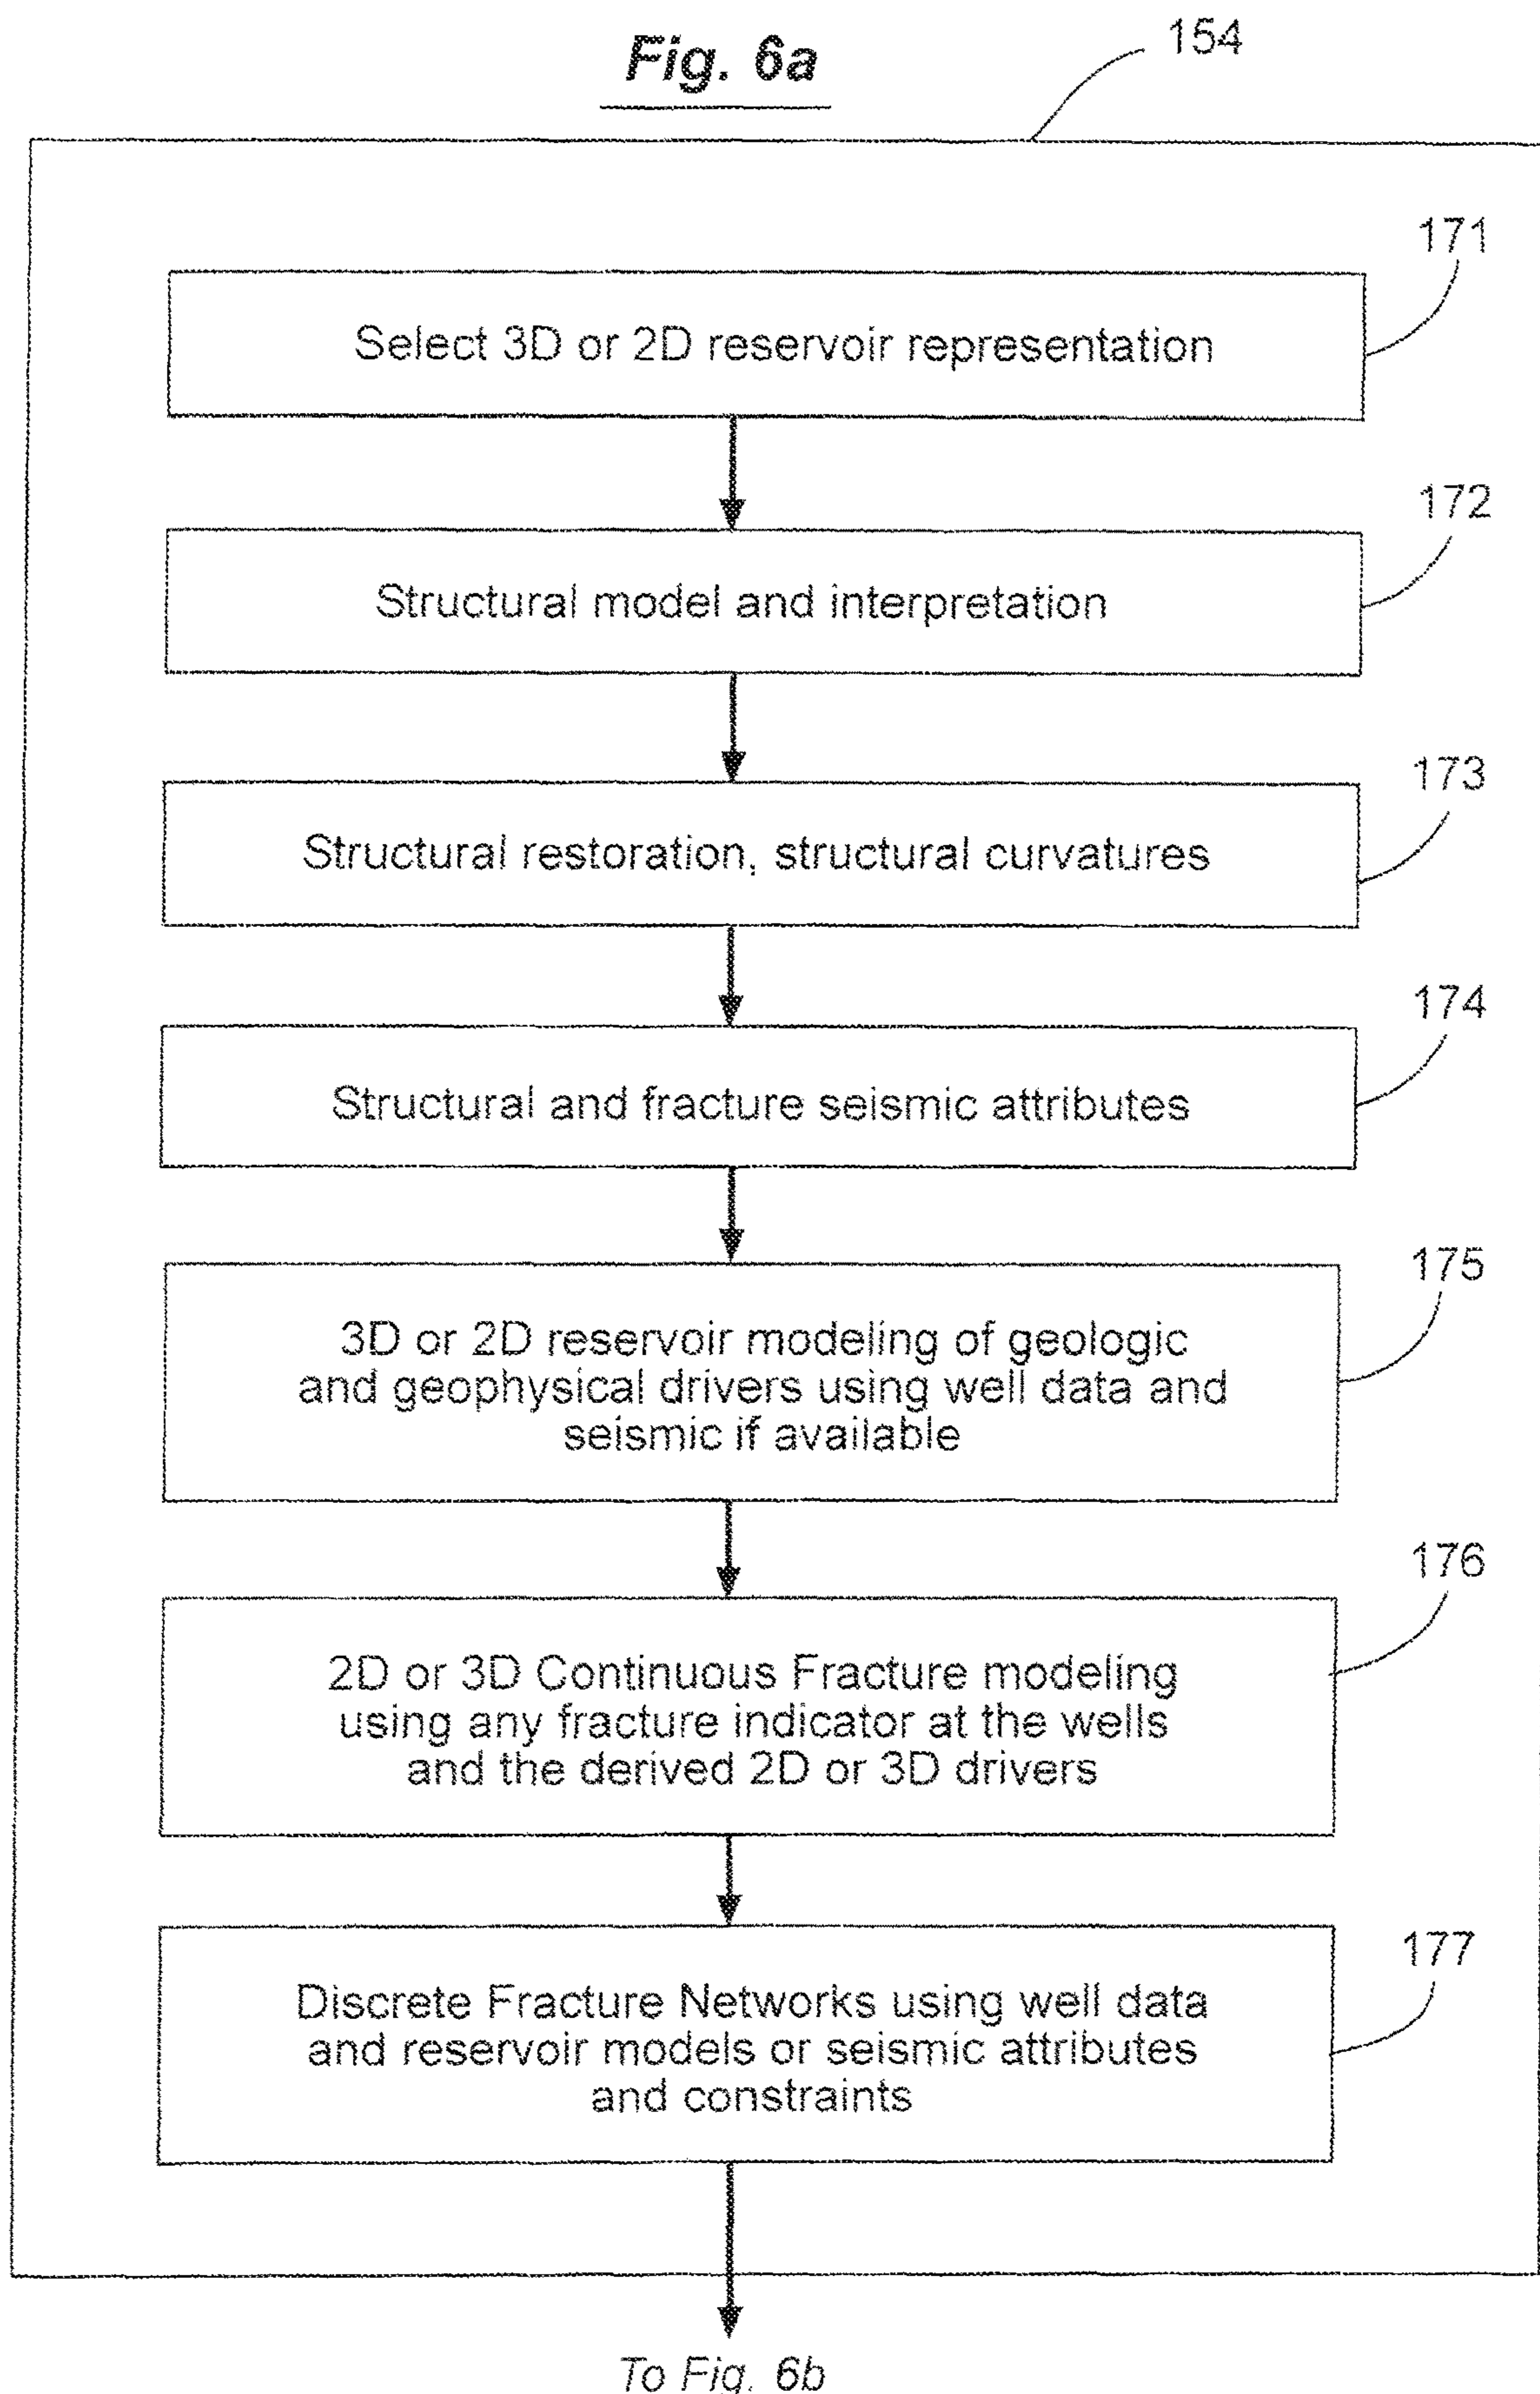 Fig. 6a
154
171
Select 3D or 2D reservoir representation
172
Structural model and interpretation
173
Structural restoration, structural curvatures
174
Structural and fracture seismic attributes
175
3D or 2D reservoir modeling of geologic
and geophysical drivers using well data and
seismic if available
176
2D or 3D Continuous Fracture modeling
using any fracture indicator at the wells
and the derived 2D or 3D drivers
177
Discrete Fracture Networks using well data
and reservoir models or seismic attributes
and constraints
To Fig. 6b